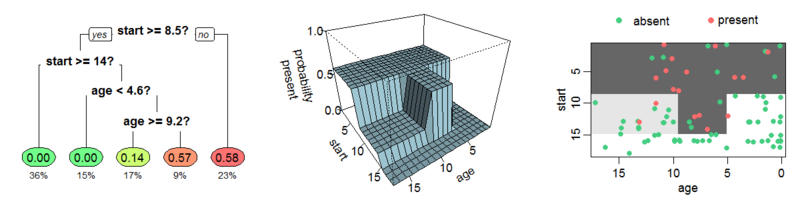 yes start >= 8.5? no
start >= 14?
age < 4.6?
age >= 9.2?
0.00 0.00 0.14 0.57 0.58
36% 15% 17% 9% 23%
1.0
0.5
0.0
probability
present
5
10
15
start
15
10
5
age
absent present
5
10
15
start
15 10 5 0
age